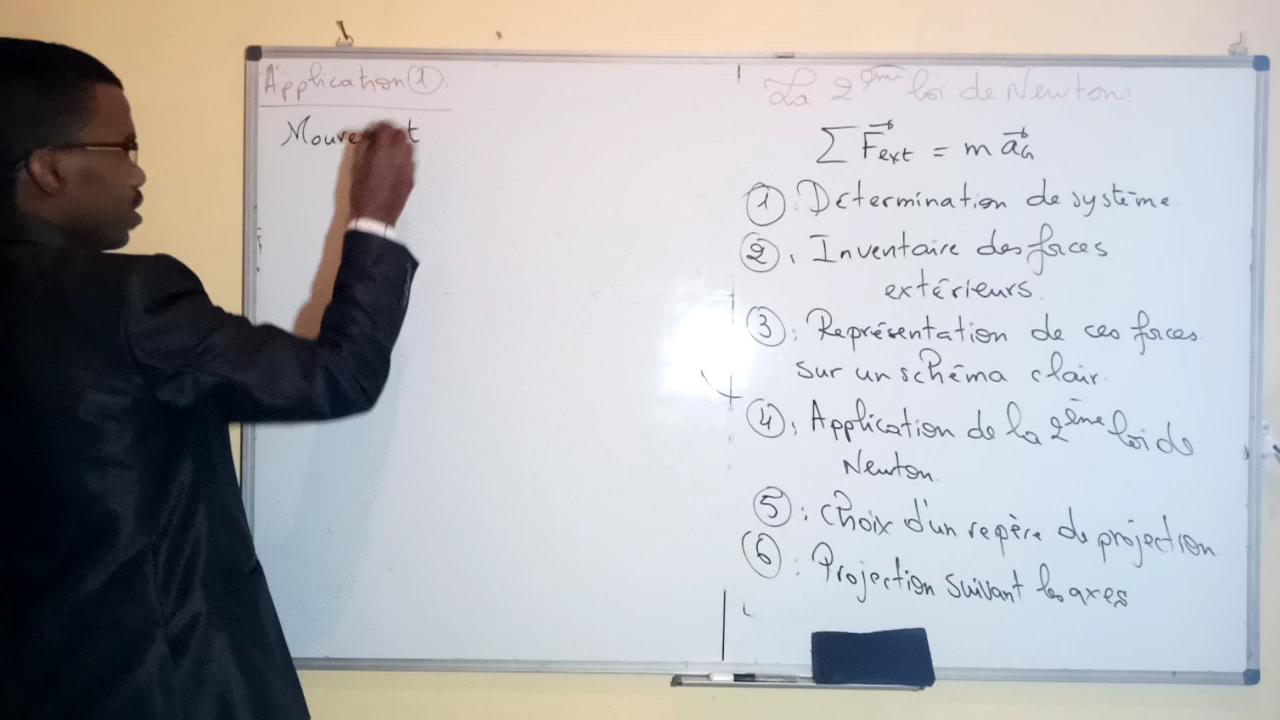 Application (1).
Mouve t
La 2ème loi de Newton:
∑F⃗ext = m a⃗G
① : Détermination de système.
② : Inventaire des forces
extérieurs.
③ : Représentation de ces forces
sur un schéma clair.
④ : Application de la 2ème loi de
Newton.
⑤ : Choix d'un repère de projection
⑥ : Projection suivant les axes